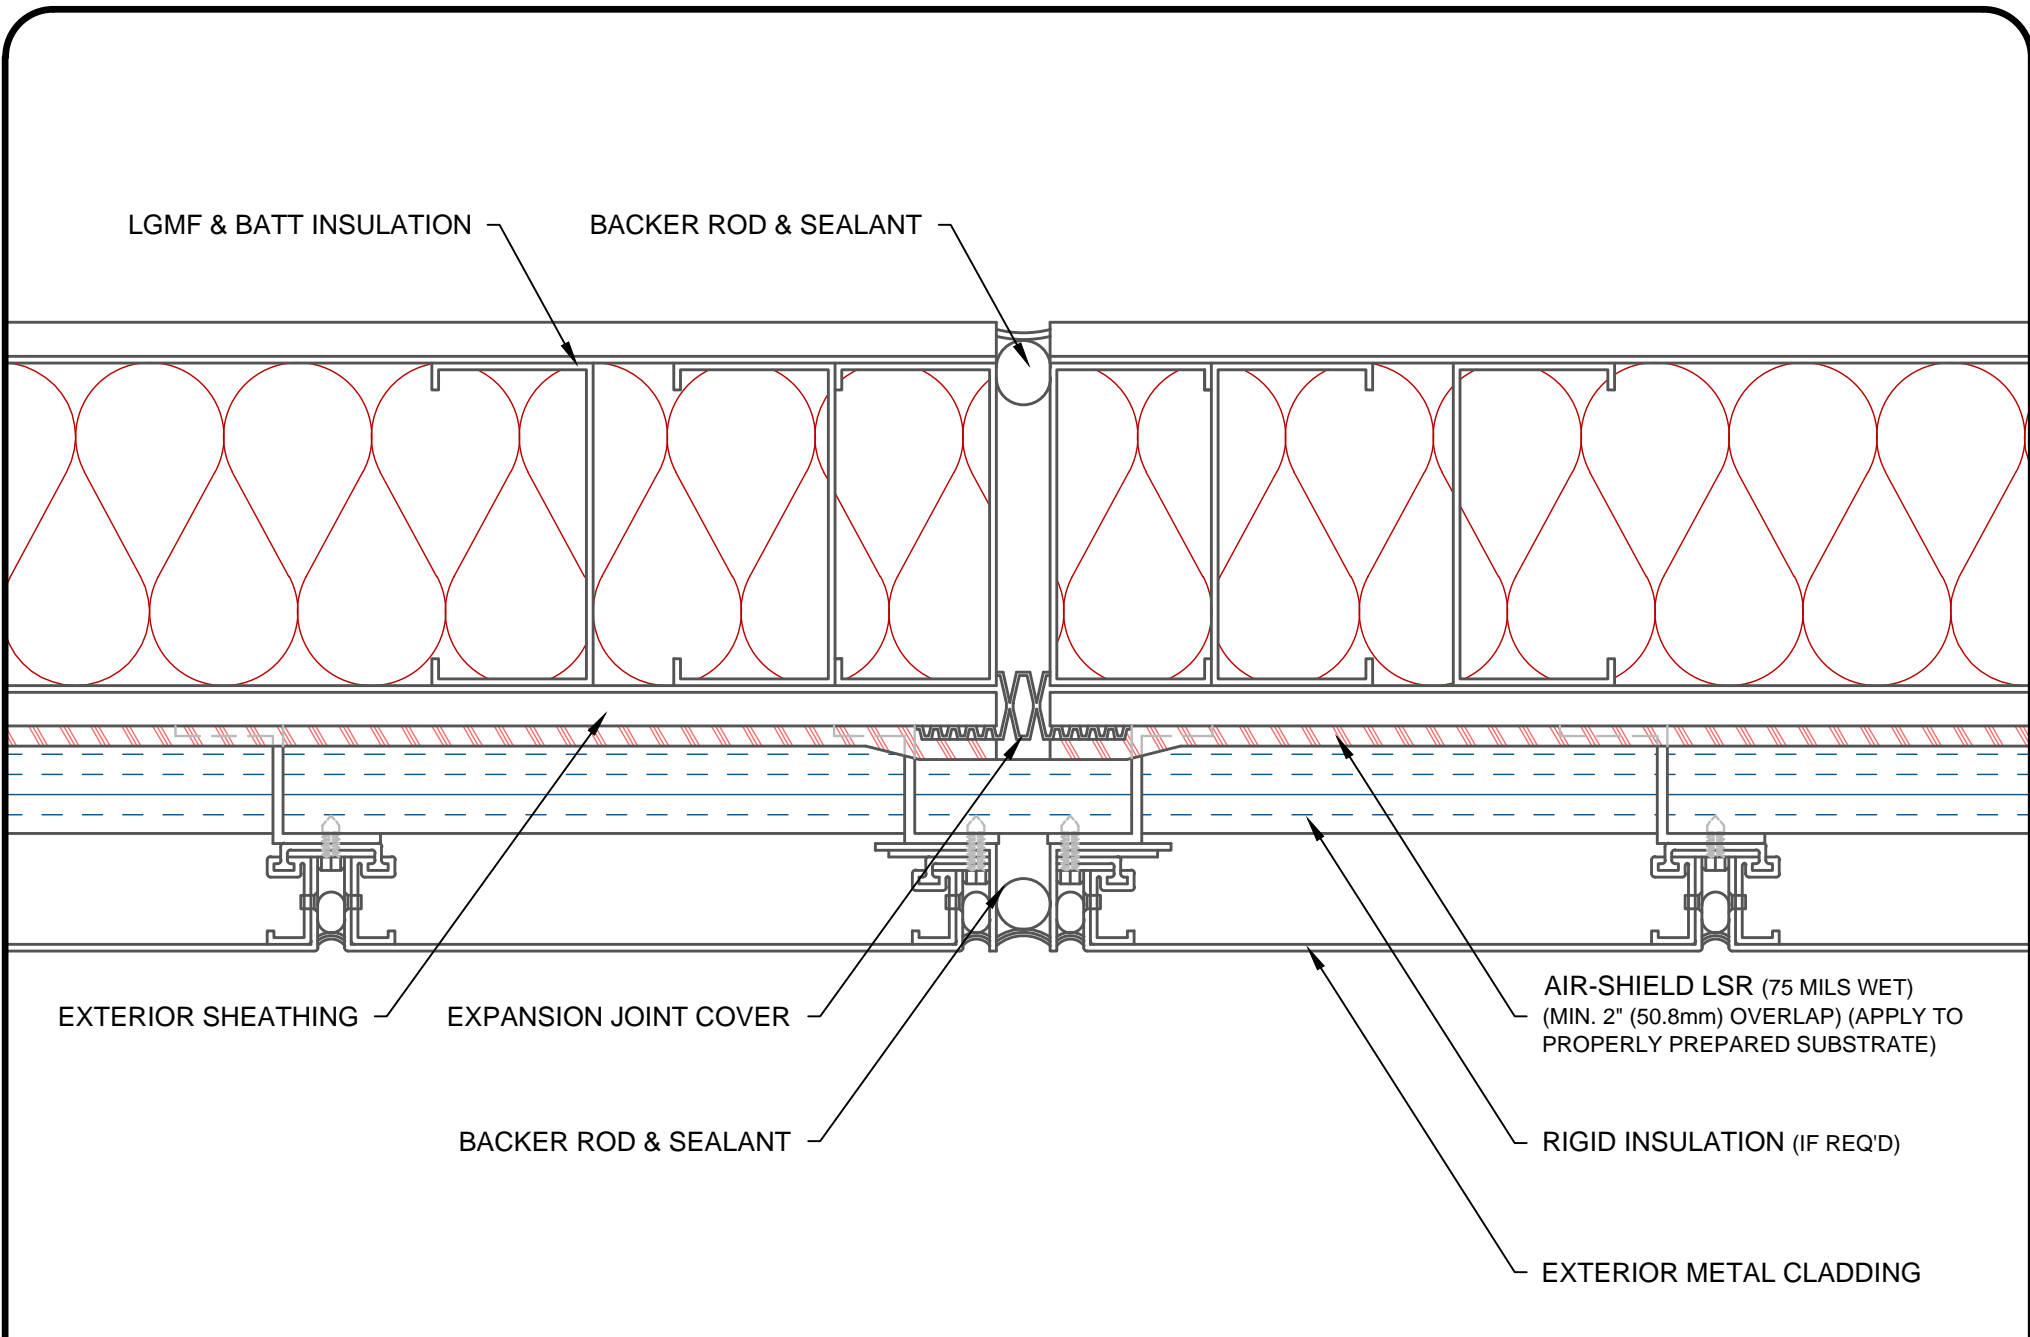 LGMF & BATT INSULATION
BACKER ROD & SEALANT
EXTERIOR SHEATHING
EXPANSION JOINT COVER
AIR-SHIELD LSR (75 MILS WET)
(MIN. 2" (50.8mm) OVERLAP) (APPLY TO
PROPERLY PREPARED SUBSTRATE)
BACKER ROD & SEALANT
RIGID INSULATION (IF REQ'D)
EXTERIOR METAL CLADDING